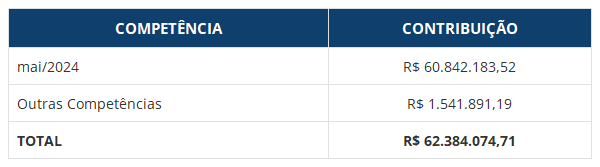 COMPETÊNCIA CONTRIBUIÇÃO
mai/2024 R$ 60.842.183,52
Outras Competências R$ 1.541.891,19
TOTAL R$ 62.384.074,71